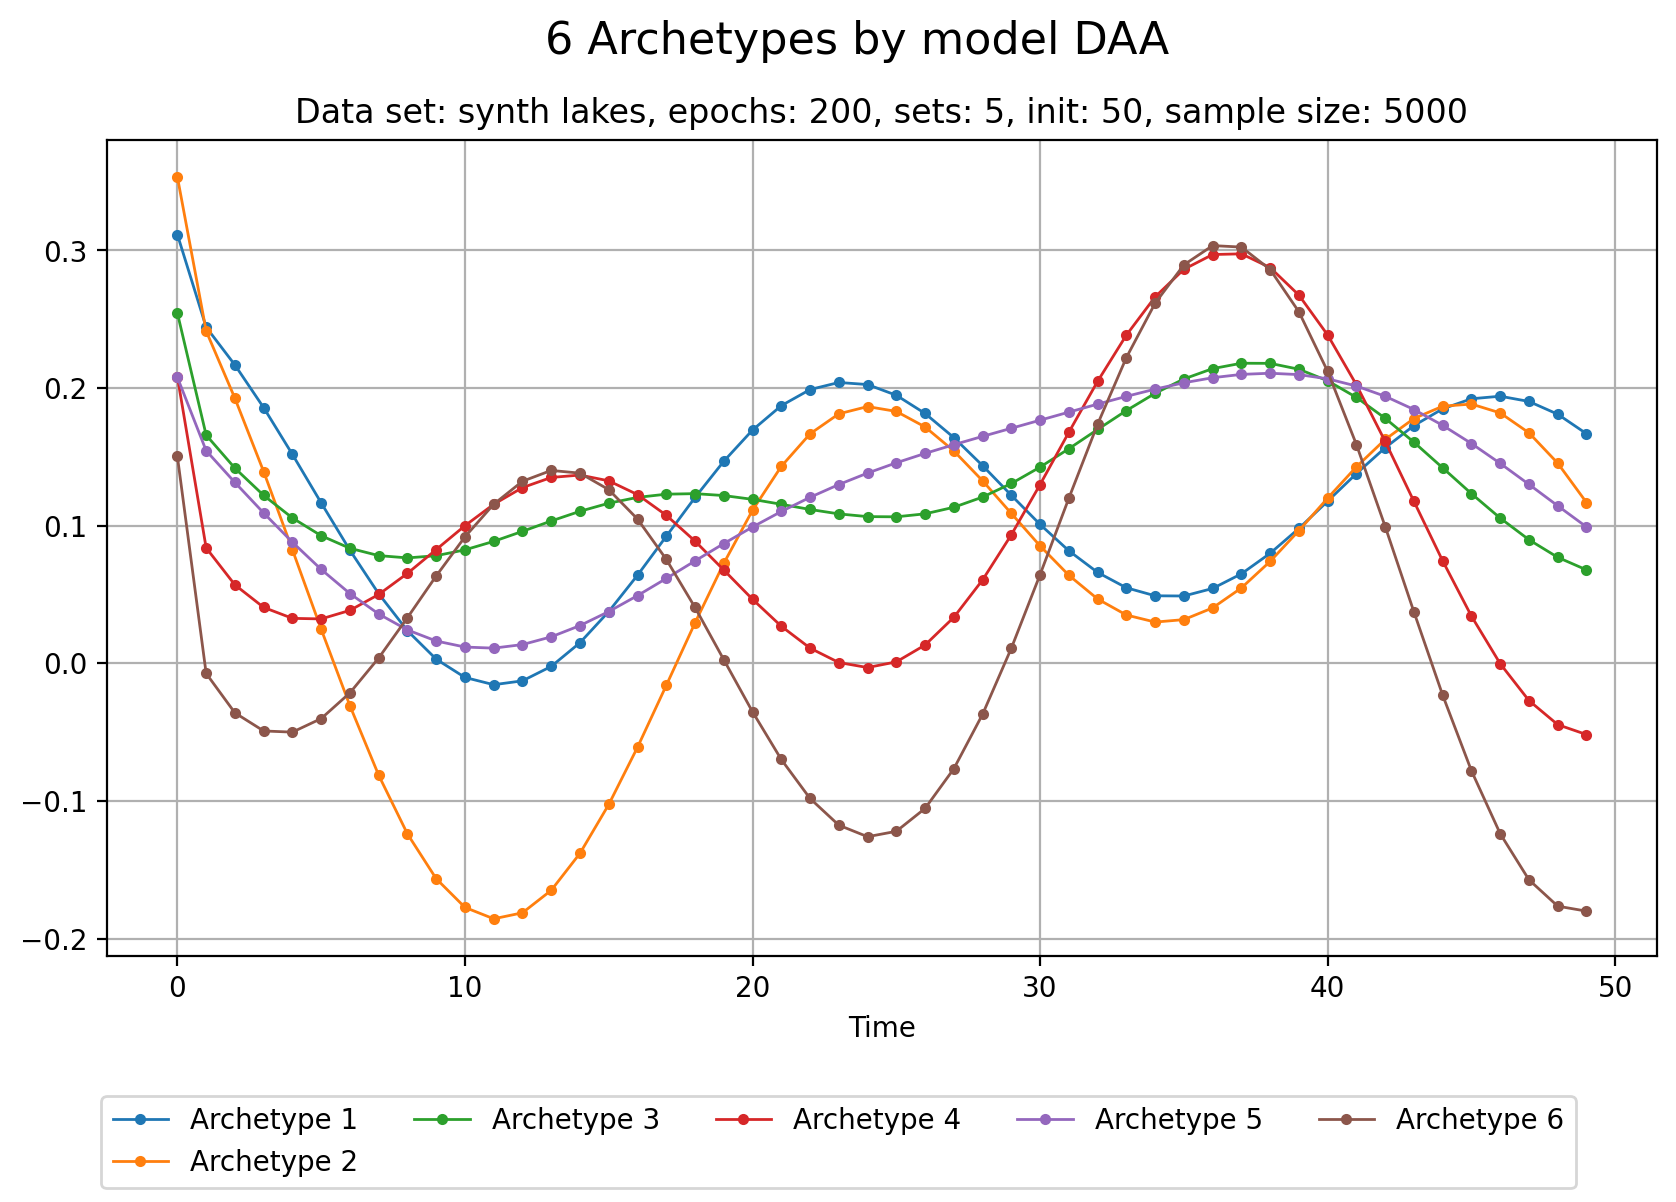 6 Archetypes by model DAA
Data set: synth lakes, epochs: 200, sets: 5, init: 50, sample size: 5000
0.3
0.2
0.1
0.0
−0.1
−0.2
0 10 20 30 40 50
Time
Archetype 1 Archetype 3 Archetype 4 Archetype 5 Archetype 6
Archetype 2